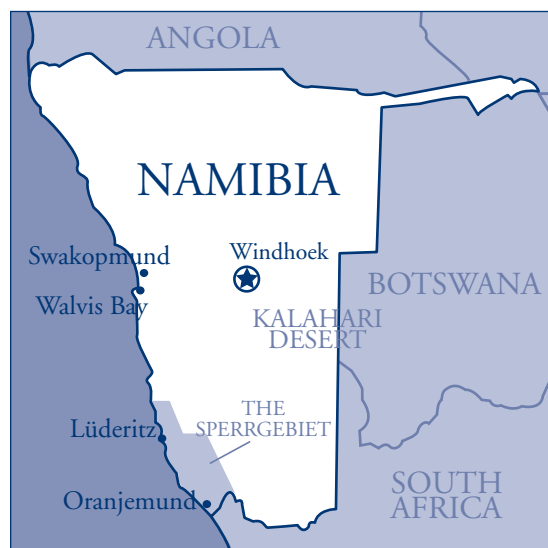 ANGOLA
NAMIBIA
Swakopmund
Windhoek
Walvis Bay
BOTSWANA
KALAHARI
DESERT
THE
SPERRGEBIET
Lüderitz
SOUTH
AFRICA
Oranjemund